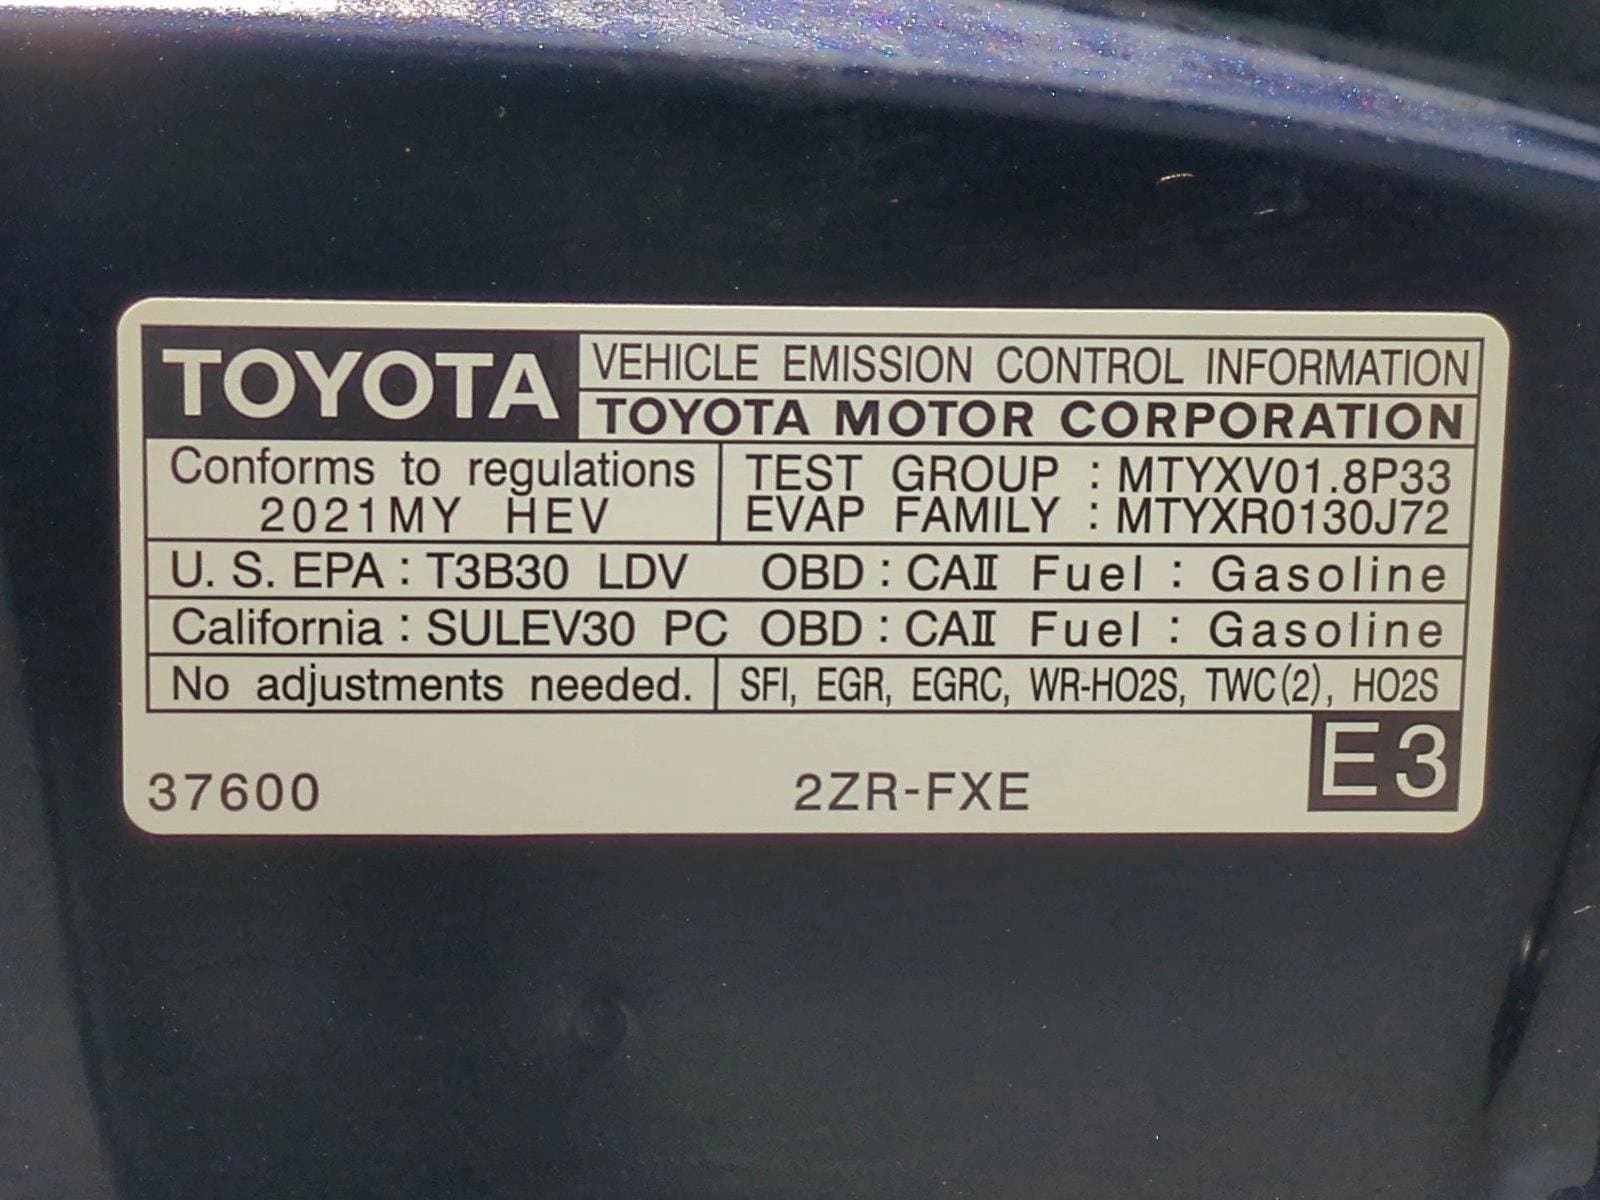 TOYOTA
VEHICLE EMISSION CONTROL INFORMATION
TOYOTA MOTOR CORPORATION
Conforms to regulations
2021MY HEV
TEST GROUP : MTYXV01.8P33
EVAP FAMILY : MTYXR0130J72
U. S. EPA : T3B30 LDV OBD : CAⅡ Fuel : Gasoline
California : SULEV30 PC OBD : CAⅡ Fuel : Gasoline
No adjustments needed.
SFI, EGR, EGRC, WR-HO2S, TWC(2), HO2S
37600
2ZR-FXE
E3